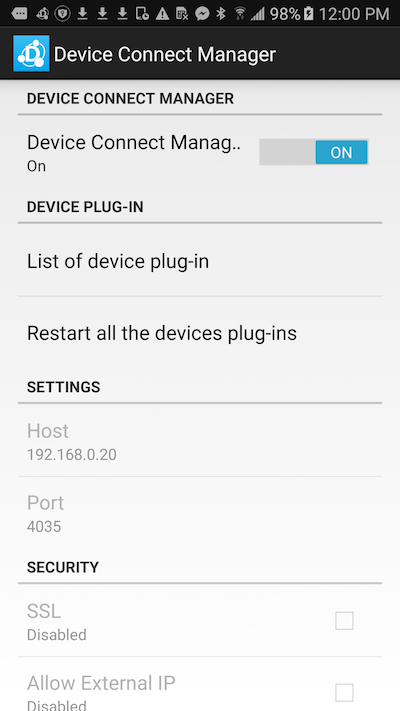 98% 12:00 PM
Device Connect Manager
DEVICE CONNECT MANAGER
Device Connect Manag..
On
ON
DEVICE PLUG-IN
List of device plug-in
Restart all the devices plug-ins
SETTINGS
Host
192.168.0.20
Port
4035
SECURITY
SSL
Disabled
Allow External IP
Disabled